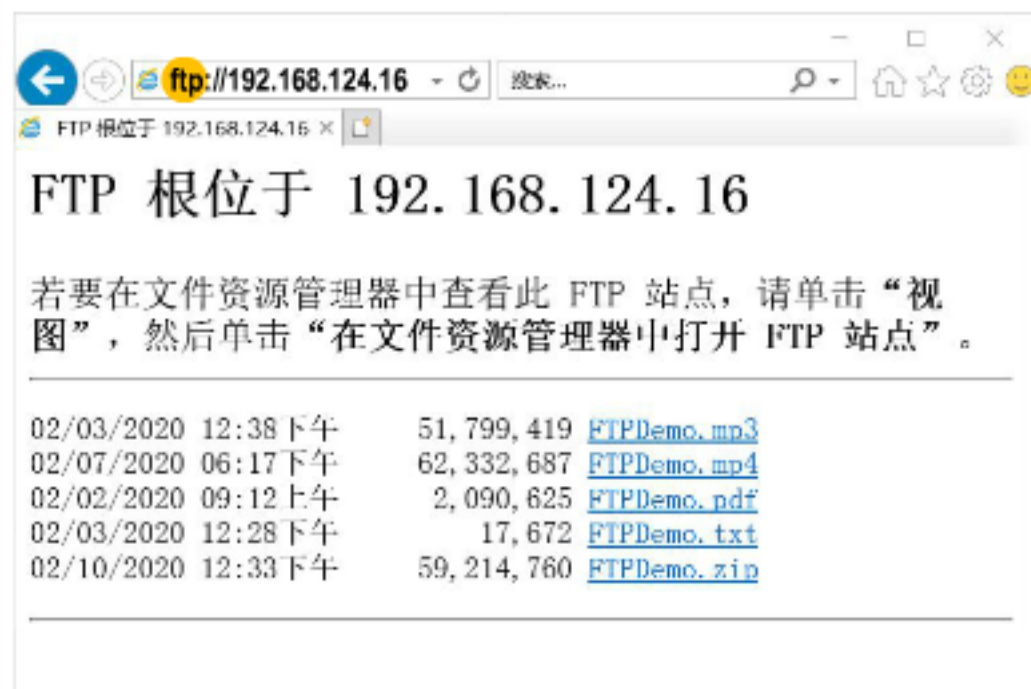 ftp://192.168.124.16
搜索...
FTP 根位于 192.168.124.16
FTP 根位于 192.168.124.16
若要在文件资源管理器中查看此 FTP 站点，请单击“视
图”，然后单击“在文件资源管理器中打开 FTP 站点”。
02/03/2020 12:38下午 51,799,419 FTPDemo.mp3
02/07/2020 06:17下午 62,332,687 FTPDemo.mp4
02/02/2020 09:12上午 2,090,625 FTPDemo.pdf
02/03/2020 12:28下午 17,672 FTPDemo.txt
02/10/2020 12:33下午 59,214,760 FTPDemo.zip